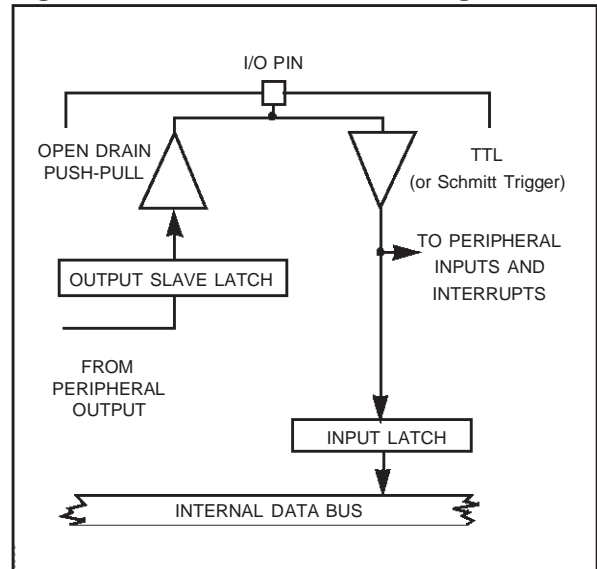 I/O PIN
OPEN DRAIN
PUSH-PULL
TTL
(or Schmitt Trigger)
TO PERIPHERAL
INPUTS AND
INTERRUPTS
OUTPUT SLAVE LATCH
FROM
PERIPHERAL
OUTPUT
INPUT LATCH
INTERNAL DATA BUS